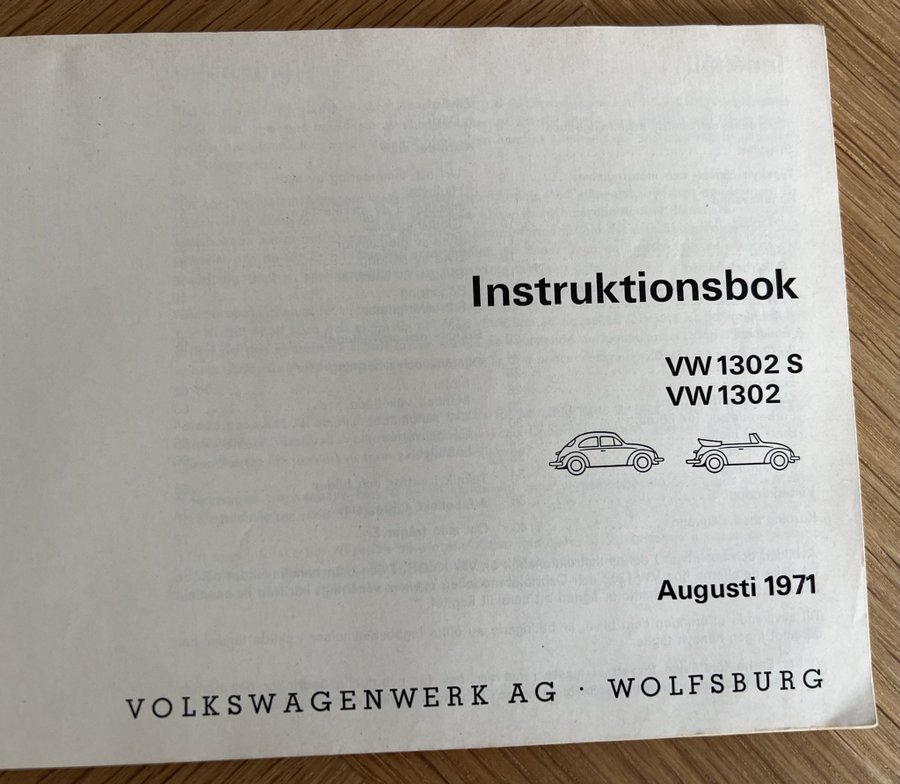 Instruktionsbok
VW 1302 S
VW 1302
Augusti 1971
VOLKSWAGENWERK AG · WOLFSBURG